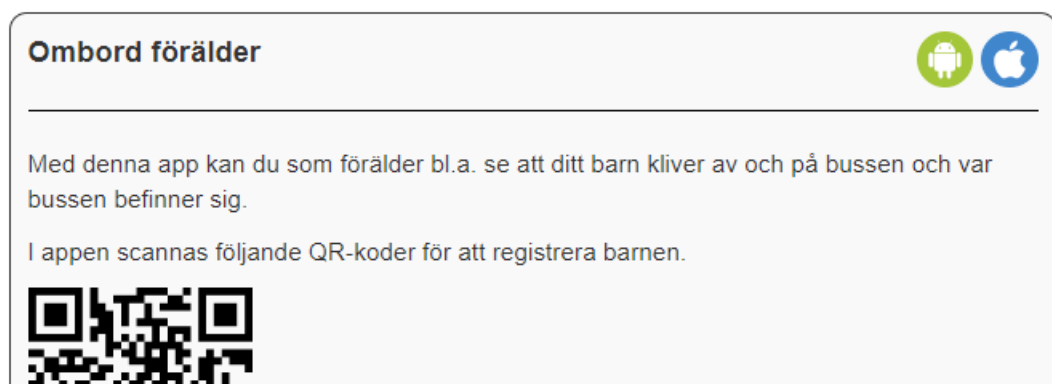 Ombord förälder
Med denna app kan du som förälder bl.a. se att ditt barn kliver av och på bussen och var
bussen befinner sig.
I appen scannas följande QR-koder för att registrera barnen.